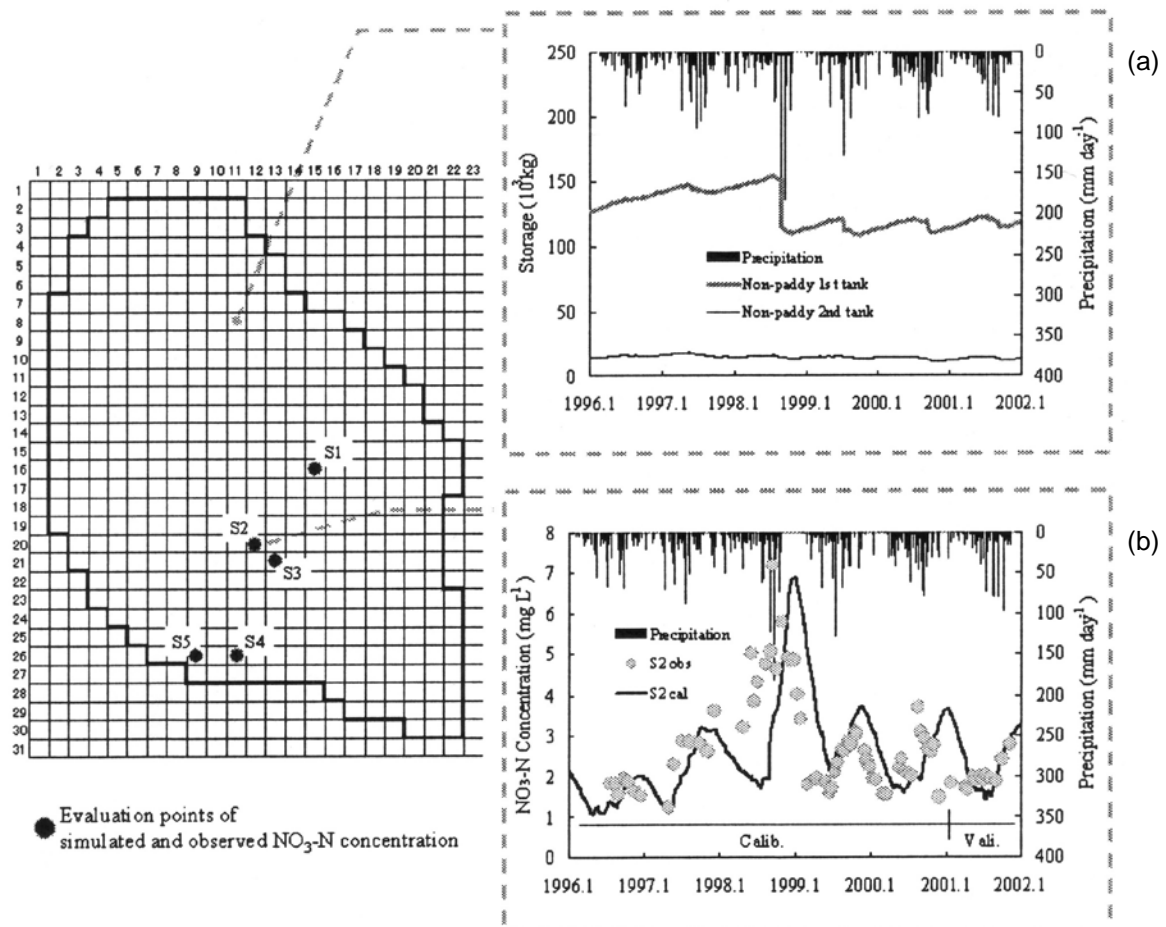 (a)
250
200
150
100
50
0
Storage (10³kg)
0
50
100
150
200
250
300
350
400
Precipitation (mm day⁻¹)
Precipitation
Non-paddy 1st tank
Non-paddy 2nd tank
1996.1 1997.1 1998.1 1999.1 2000.1 2001.1 2002.1
1 2 3 4 5 6 7 8 9 10 11 12 13 14 15 16 17 18 19 20 21 22 23
1
2
3
4
5
6
7
8
9
10
11
12
13
14
15
16
17
18
19
20
21
22
23
24
25
26
27
28
29
30
31
S1
S2
S3
S5 S4
Evaluation points of
simulated and observed NO₃-N concentration
(b)
8
7
6
5
4
3
2
1
0
NO₃-N Concentration (mg L⁻¹)
0
50
100
150
200
250
300
350
400
Precipitation (mm day⁻¹)
Precipitation
S2 obs
S2 cal
Calib. Vali.
1996.1 1997.1 1998.1 1999.1 2000.1 2001.1 2002.1